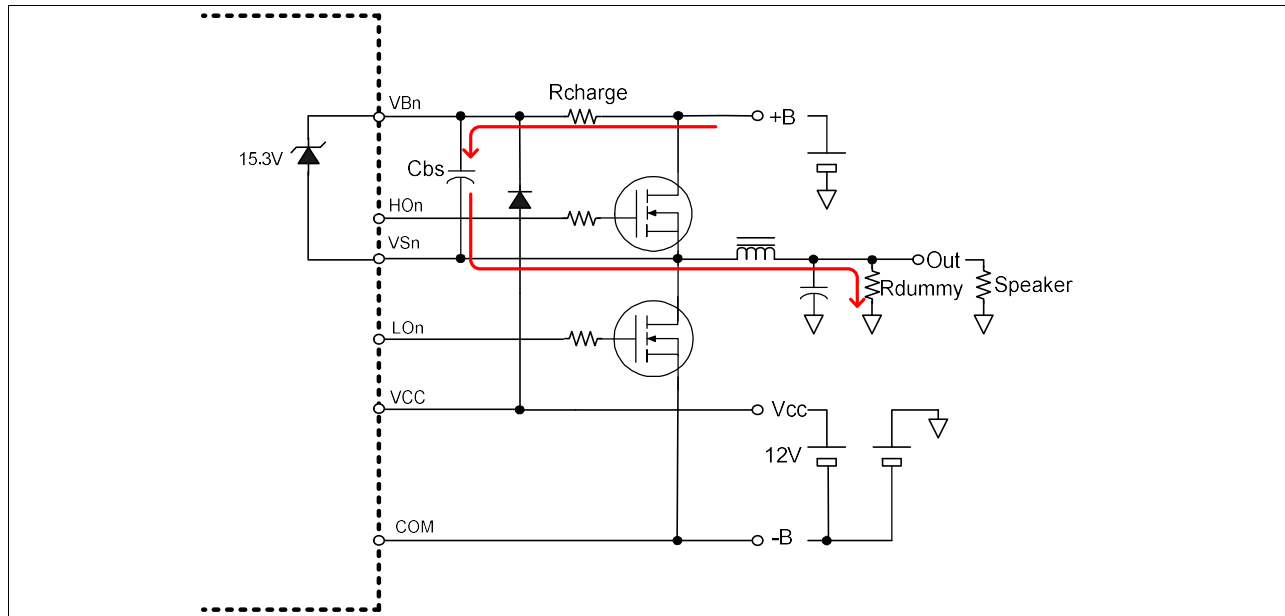 Rcharge
VBn
+B
15.3V
Cbs
HOn
VSn
Out
Rdummy
Speaker
LOn
VCC
Vcc
12V
COM
-B